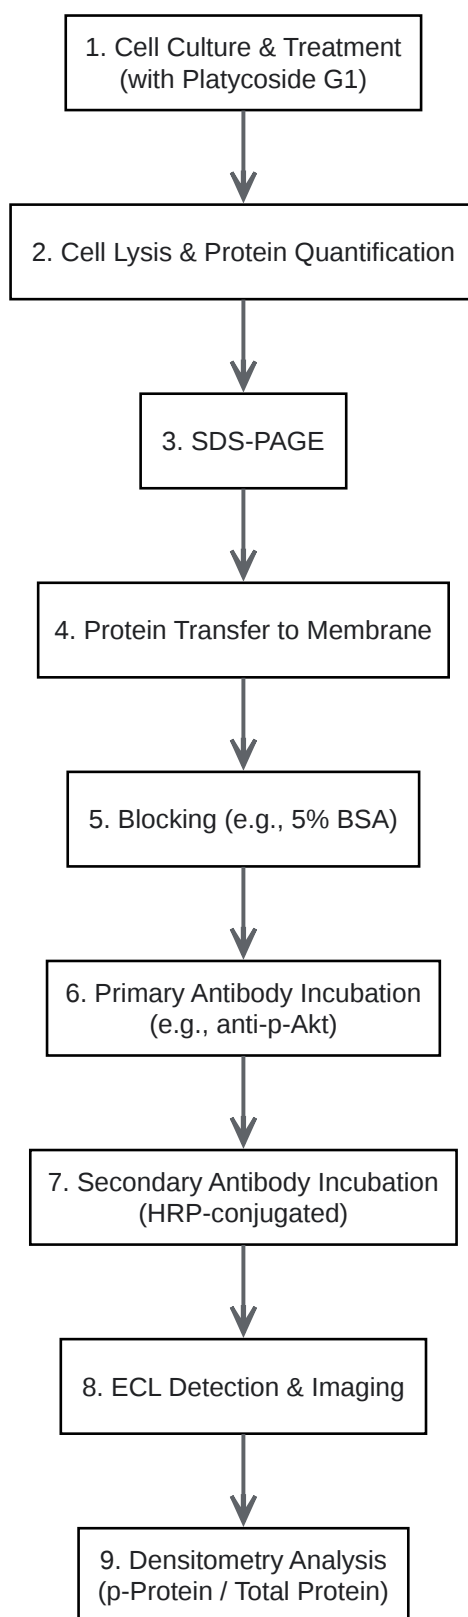 1. Cell Culture & Treatment
(with Platycoside G1)
2. Cell Lysis & Protein Quantification
3. SDS-PAGE
4. Protein Transfer to Membrane
5. Blocking (e.g., 5% BSA)
6. Primary Antibody Incubation
(e.g., anti-p-Akt)
7. Secondary Antibody Incubation
(HRP-conjugated)
8. ECL Detection & Imaging
9. Densitometry Analysis
(p-Protein / Total Protein)